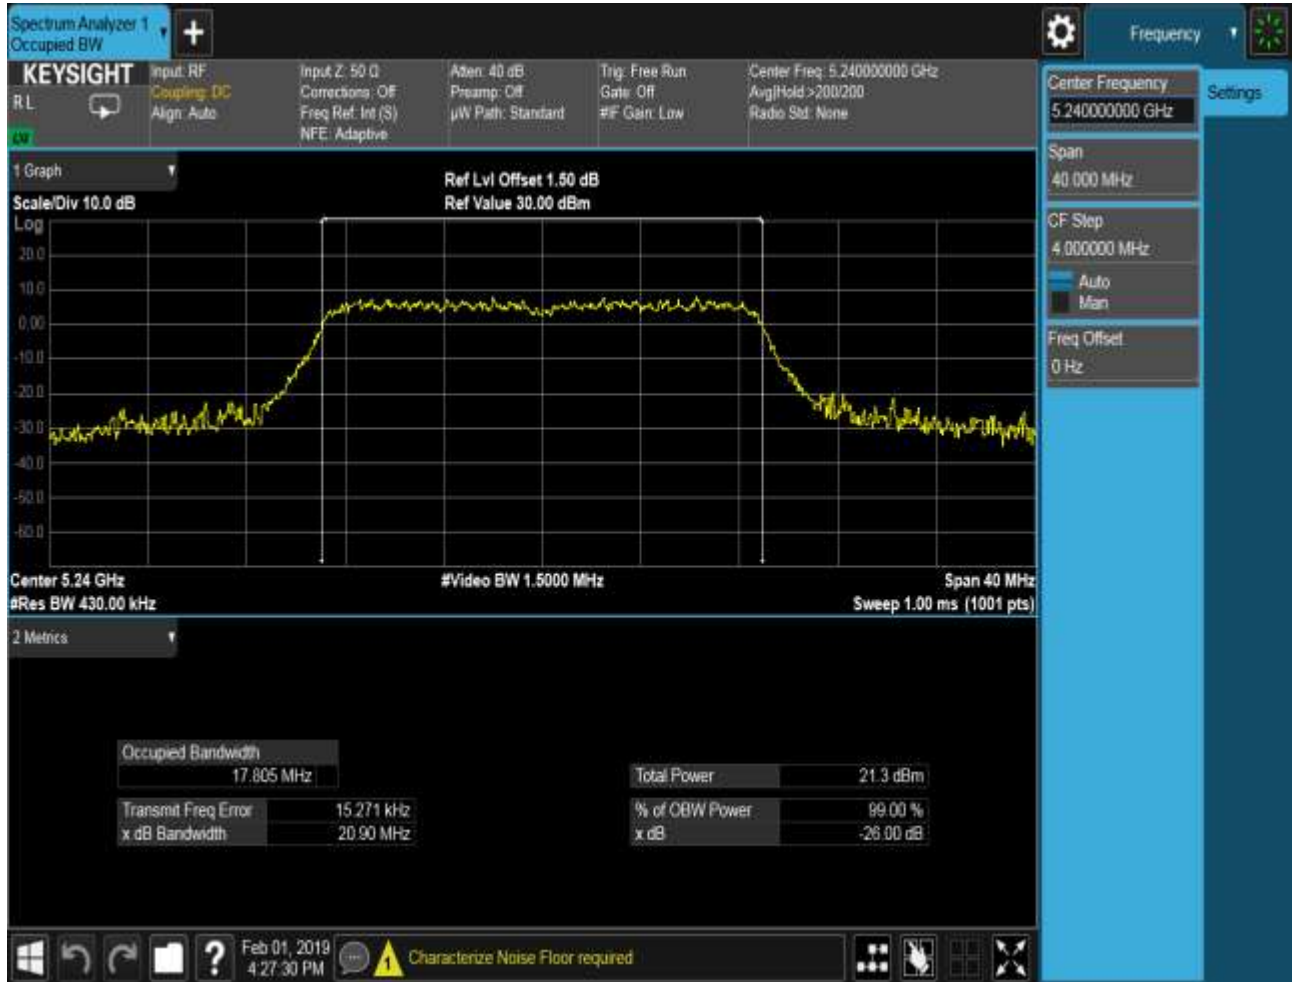 Spectrum Analyzer 1
Occupied BW
Frequency
KEYSIGHT
R L
Input: RF
Coupling: DC
Align: Auto
Input Z: 50 Ω
Corrections: Off
Freq Ref: Int (S)
NFE: Adaptive
Atten: 40 dB
Preamp: Off
µW Path: Standard
Trig: Free Run
Gate: Off
#IF Gain: Low
Center Freq: 5.240000000 GHz
Avg|Hold:>200/200
Radio Std: None
Center Frequency
5.240000000 GHz
Settings
Span
40.000 MHz
CF Step
4.000000 MHz
Auto
Man
Freq Offset
0 Hz
1 Graph
Scale/Div 10.0 dB
Ref Lvl Offset 1.50 dB
Ref Value 30.00 dBm
Log
20.0
10.0
0.00
-10.0
-20.0
-30.0
-40.0
-50.0
-60.0
Center 5.24 GHz
#Res BW 430.00 kHz
#Video BW 1.5000 MHz
Span 40 MHz
Sweep 1.00 ms (1001 pts)
2 Metrics
Occupied Bandwidth
17.805 MHz
Transmit Freq Error 15.271 kHz
x dB Bandwidth 20.90 MHz
Total Power 21.3 dBm
% of OBW Power 99.00 %
x dB -26.00 dB
Feb 01, 2019
4:27:30 PM
1
Characterize Noise Floor required